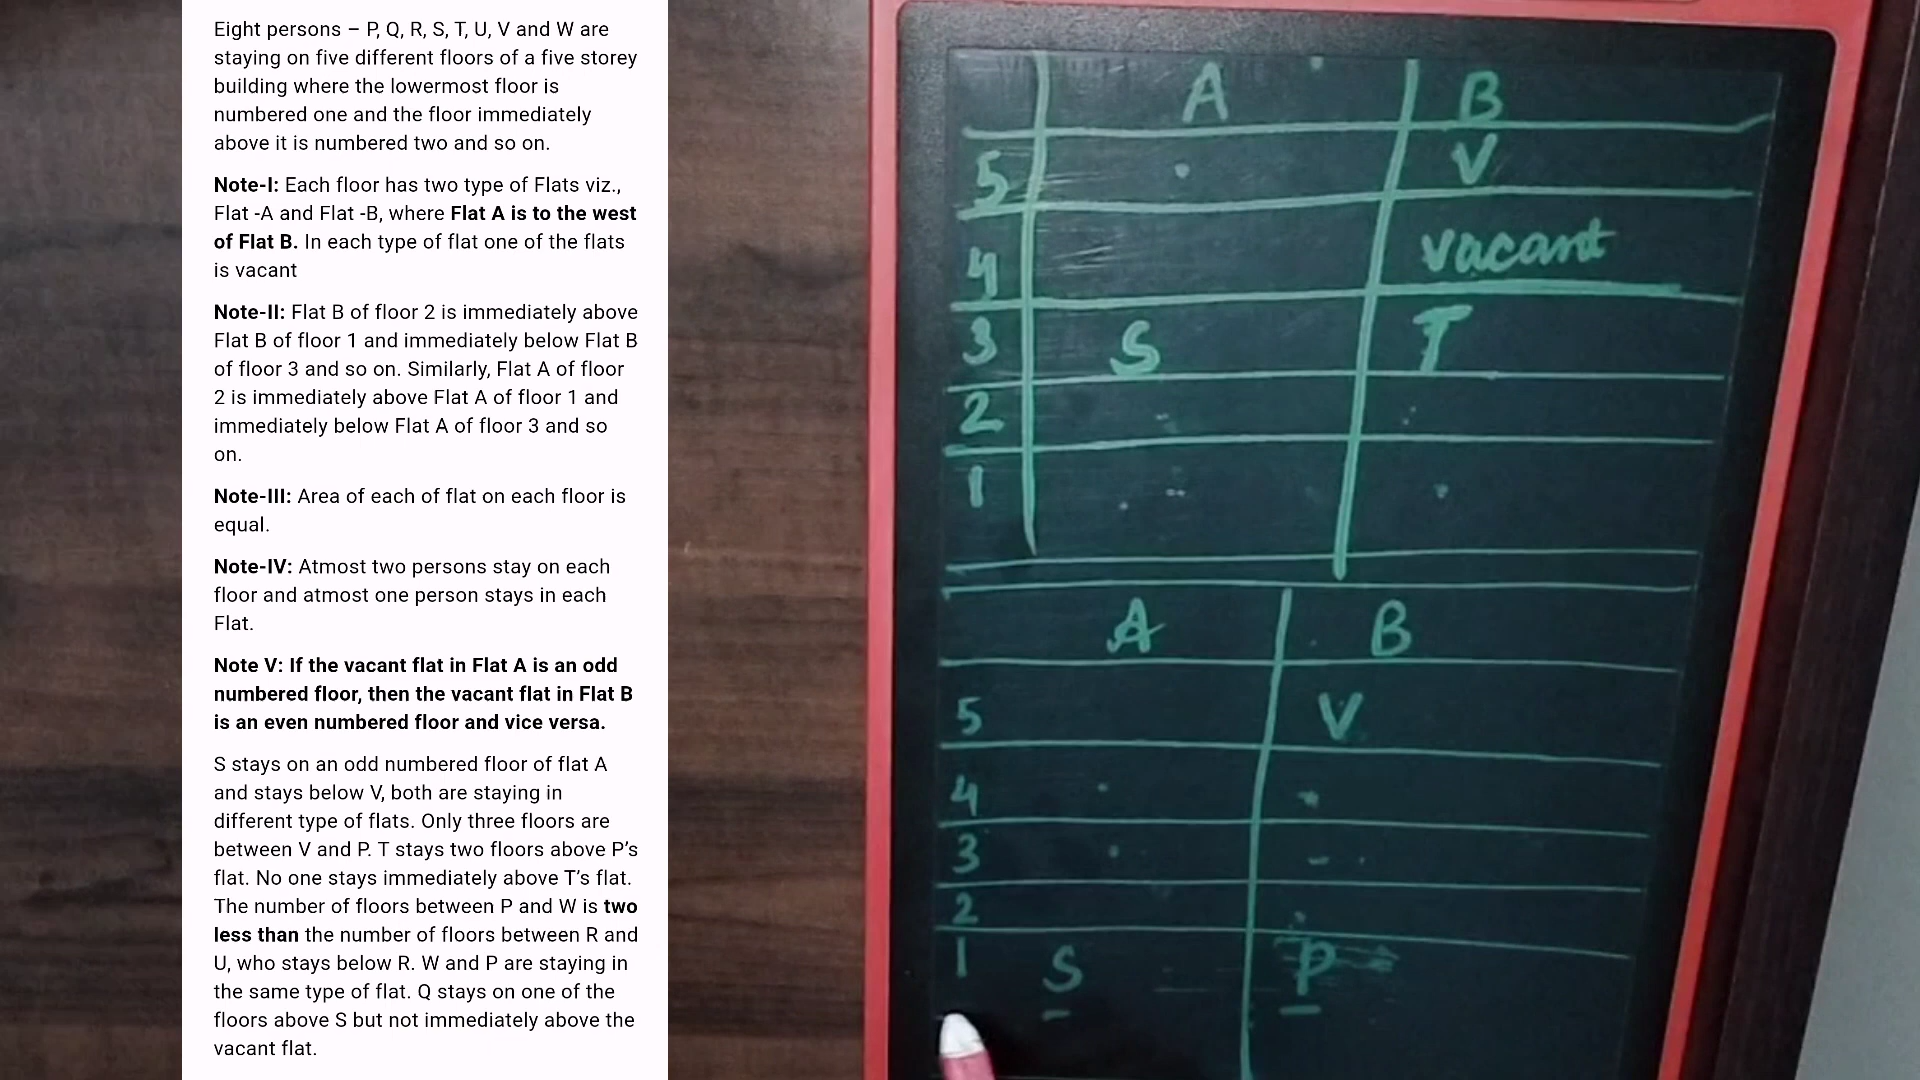 Eight persons – P, Q, R, S, T, U, V and W are
staying on five different floors of a five storey
building where the lowermost floor is
numbered one and the floor immediately
above it is numbered two and so on.
Note-I: Each floor has two type of Flats viz.,
Flat -A and Flat -B, where Flat A is to the west
of Flat B. In each type of flat one of the flats
is vacant
Note-II: Flat B of floor 2 is immediately above
Flat B of floor 1 and immediately below Flat B
of floor 3 and so on. Similarly, Flat A of floor
2 is immediately above Flat A of floor 1 and
immediately below Flat A of floor 3 and so
on.
Note-III: Area of each of flat on each floor is
equal.
Note-IV: Atmost two persons stay on each
floor and atmost one person stays in each
Flat.
Note V: If the vacant flat in Flat A is an odd
numbered floor, then the vacant flat in Flat B
is an even numbered floor and vice versa.
S stays on an odd numbered floor of flat A
and stays below V, both are staying in
different type of flats. Only three floors are
between V and P. T stays two floors above P’s
flat. No one stays immediately above T’s flat.
The number of floors between P and W is two
less than the number of floors between R and
U, who stays below R. W and P are staying in
the same type of flat. Q stays on one of the
floors above S but not immediately above the
vacant flat.
A B
5 V
4 vacant
3 S T
2
1
A B
5 V
4
3
2
1 S P